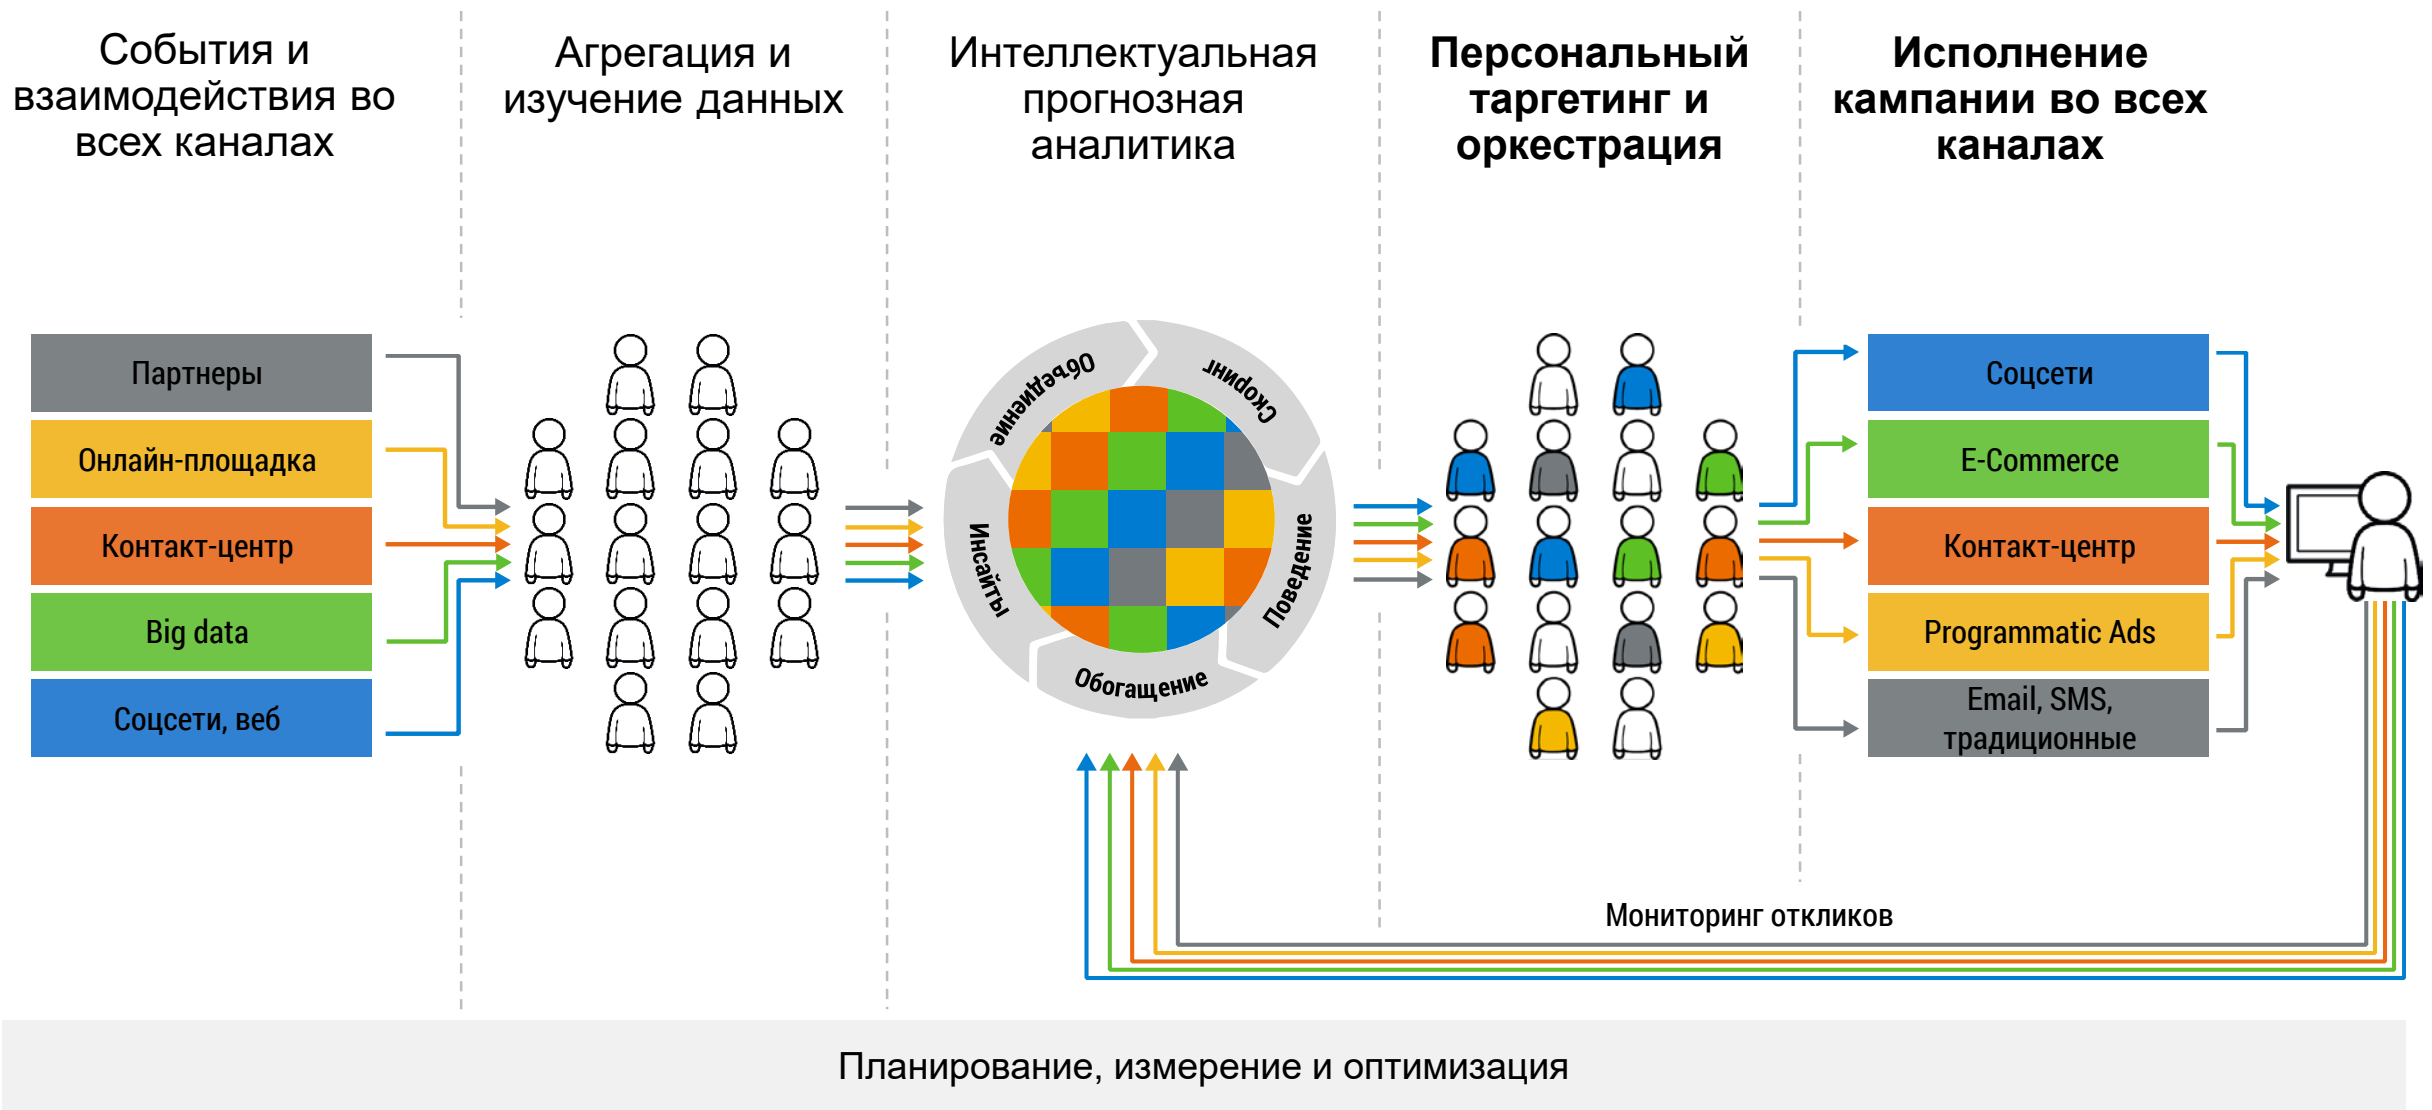 События и
взаимодействия во
всех каналах
Агрегация и
изучение данных
Интеллектуальная
прогнозная
аналитика
Персональный
таргетинг и
оркестрация
Исполнение
кампании во всех
каналах
Партнеры
Онлайн-площадка
Контакт-центр
Big data
Соцсети, веб
Объедиение
Скоринг
Поведение
Обогащение
Инсайты
Соцсети
E-Commerce
Контакт-центр
Programmatic Ads
Email, SMS,
традиционные
Мониторинг откликов
Планирование, измерение и оптимизация